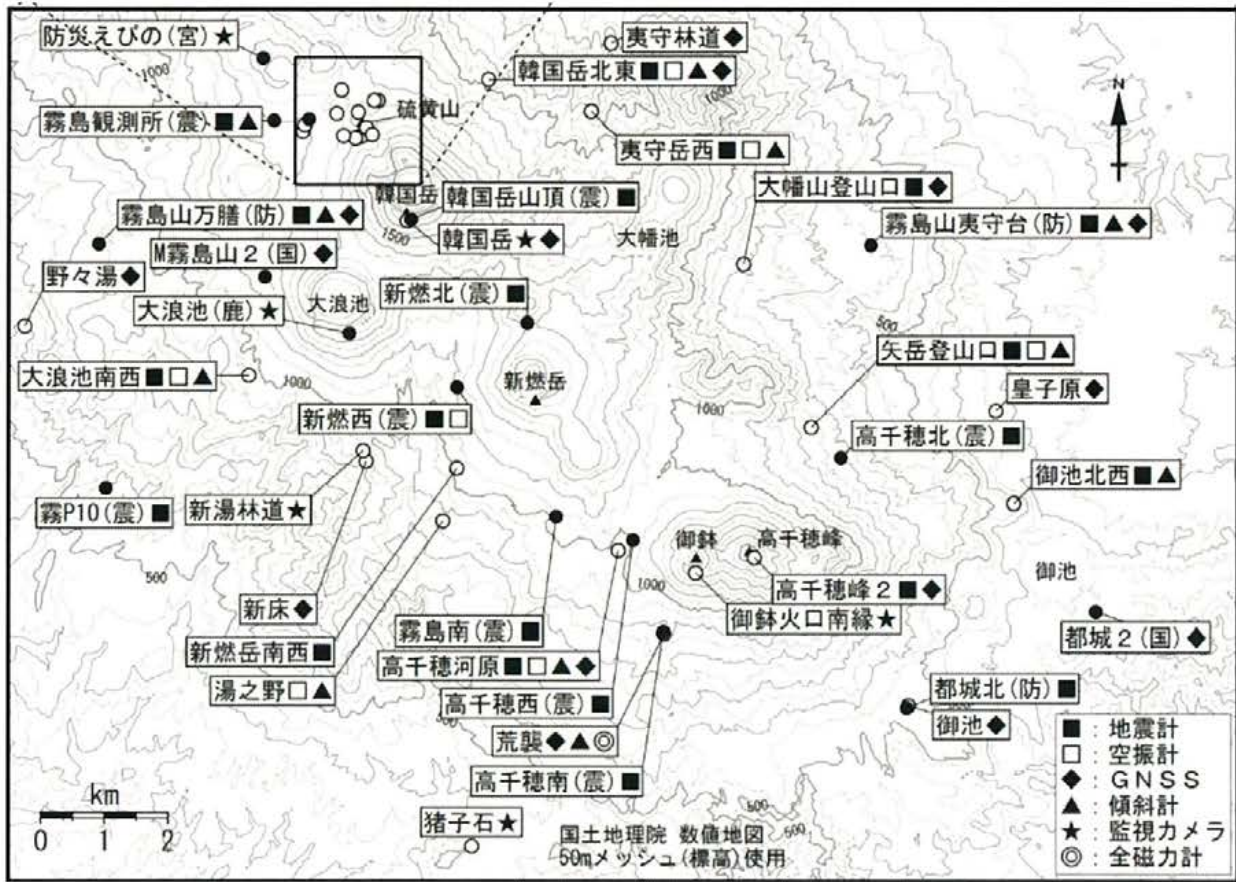 防災えびの(宮)★
夷守林道◆
1000
韓国岳北東■□▲◆
N
硫黄山
1000
霧島観測所(震)■▲
夷守岳西■□▲
大幡山登山口■◆
韓国岳
韓国岳山頂(震)■
霧島山万膳(防)■▲◆
霧島山夷守台(防)■▲◆
1500
韓国岳★◆
大幡池
M霧島山2(国)◆
野々湯◆
新燃北(震)■
大浪池
大浪池(鹿)★
500
矢岳登山口■□▲
大浪池南西■□▲
1000
新燃岳
皇子原◆
1000
新燃西(震)■□
高千穂北(震)■
御池北西■▲
霧P10(震)■
新湯林道★
御鉢
高千穂峰
500
1000
御池
高千穂峰2■◆
新床◆
霧島南(震)■
御鉢火口南縁★
都城2(国)◆
新燃岳南西■
高千穂河原■□▲◆
湯之野□▲
高千穂西(震)■
都城北(防)■
500
荒襲◆▲◎
御池◆
高千穂南(震)■
■:地震計
□:空振計
◆:GNSS
▲:傾斜計
★:監視カメラ
◎:全磁力計
km
0 1 2
猪子石★
500
500
国土地理院 数値地図
50mメッシュ(標高)使用